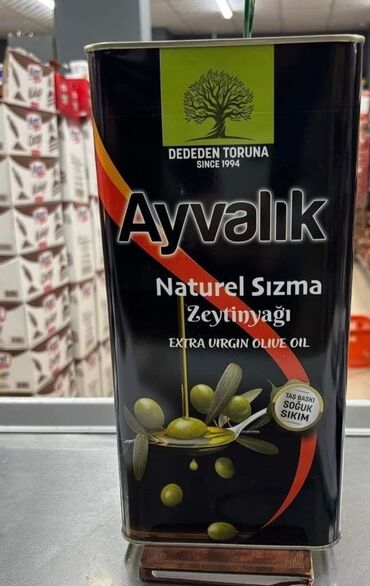 DEDEDEN TORUNA
SINCE 1994
Ayvalık
Naturel Sızma
Zeytinyağı
EXTRA VIRGIN OLIVE OIL
TAŞ BASKI
SOĞUK
SIKIM